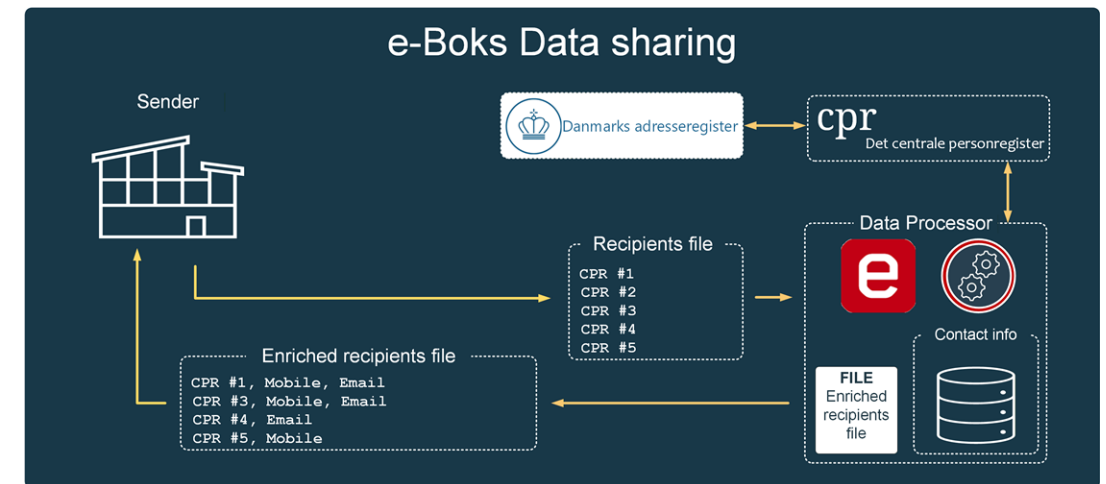 e-Boks Data sharing
Sender
Danmarks adresseregister
cpr
Det centrale personregister
Data Processor
e
Recipients file
CPR #1
CPR #2
CPR #3
CPR #4
CPR #5
Contact info
Enriched recipients file
CPR #1, Mobile, Email
CPR #3, Mobile, Email
CPR #4, Email
CPR #5, Mobile
FILE
Enriched
recipients
file